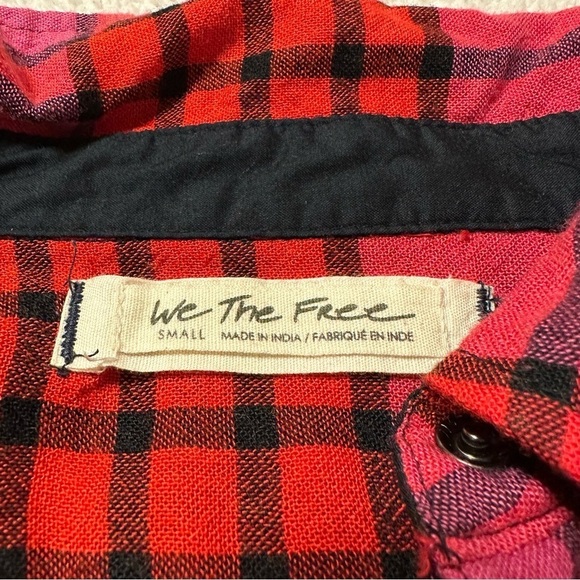 We The Free
SMALL MADE IN INDIA / FABRIQUÉ EN INDE